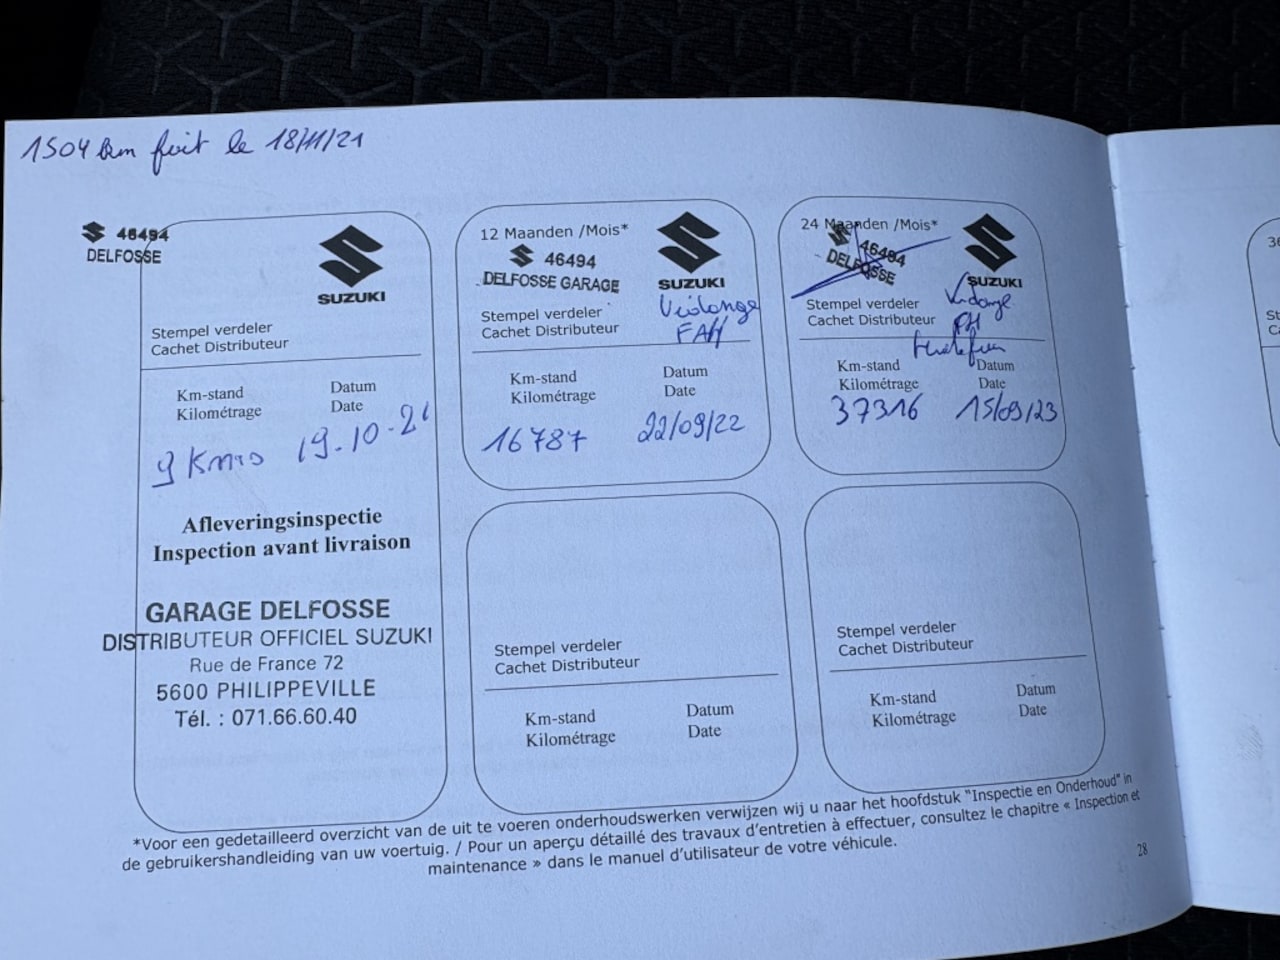 1504 km fait le 18/11/21
46494
DELFOSSE
SUZUKI
Stempel verdeler
Cachet Distributeur
Km-stand
Kilométrage
Datum
Date
9 Kms
19.10.21
Afleveringsinspectie
Inspection avant livraison
GARAGE DELFOSSE
DISTRIBUTEUR OFFICIEL SUZUKI
Rue de France 72
5600 PHILIPPEVILLE
Tél. : 071.66.60.40
12 Maanden /Mois*
46494
DELFOSSE GARAGE
SUZUKI
Vidange
FAH
Stempel verdeler
Cachet Distributeur
Km-stand
Kilométrage
Datum
Date
16787
22/09/22
24 Maanden /Mois*
46494
DELFOSSE
SUZUKI
Vidange
Stempel verdeler
Cachet Distributeur
Km-stand
Kilométrage
Datum
Date
37316
15/09/23
Stempel verdeler
Cachet Distributeur
Km-stand
Kilométrage
Datum
Date
Stempel verdeler
Cachet Distributeur
Km-stand
Kilométrage
Datum
Date
*Voor een gedetailleerd overzicht van de uit te voeren onderhoudswerken verwijzen wij u naar het hoofdstuk "Inspectie en Onderhoud" in
de gebruikershandleiding van uw voertuig. / Pour un aperçu détaillé des travaux d'entretien à effectuer, consultez le chapitre « Inspection et
maintenance » dans le manuel d'utilisateur de votre véhicule.
28